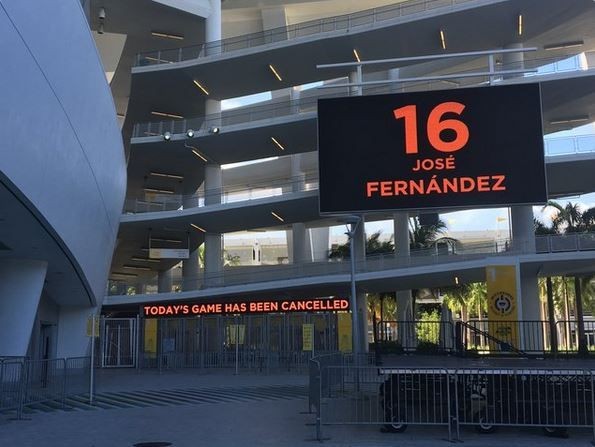 16
JOSÉ
FERNÁNDEZ
TODAY'S GAME HAS BEEN CANCELLED